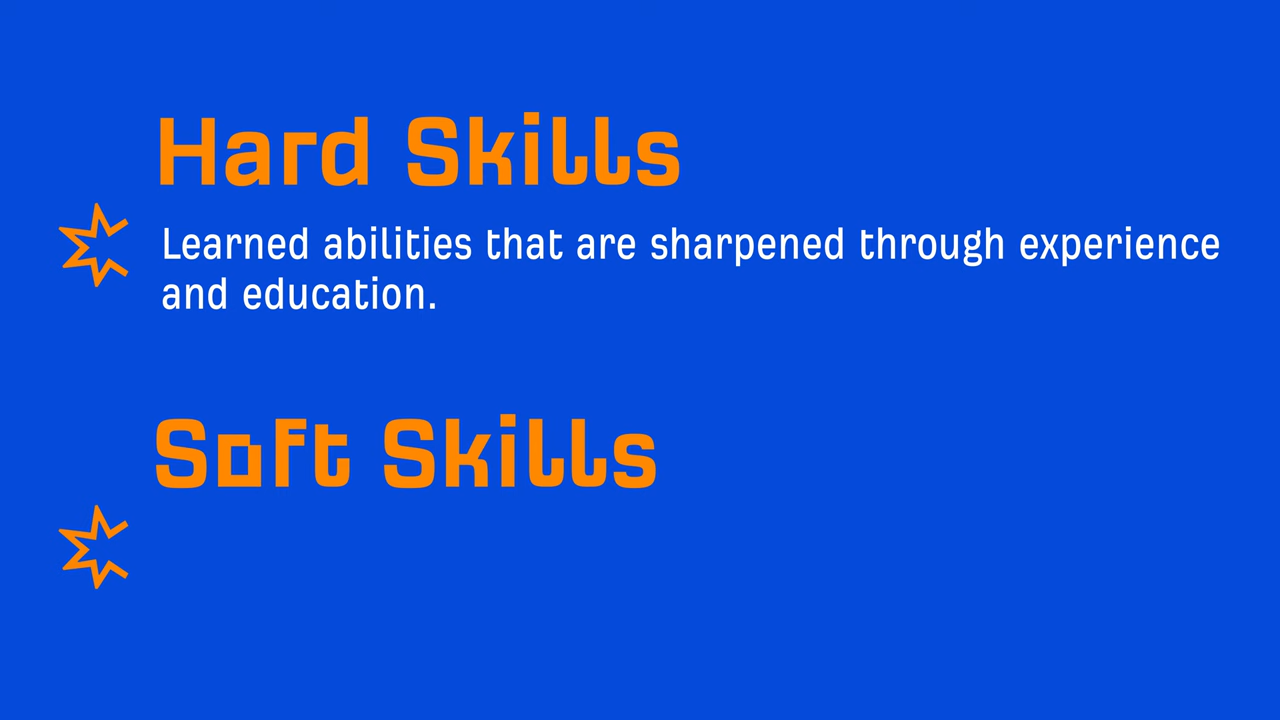 Hard Skills
Learned abilities that are sharpened through experience
and education.
Soft Skills